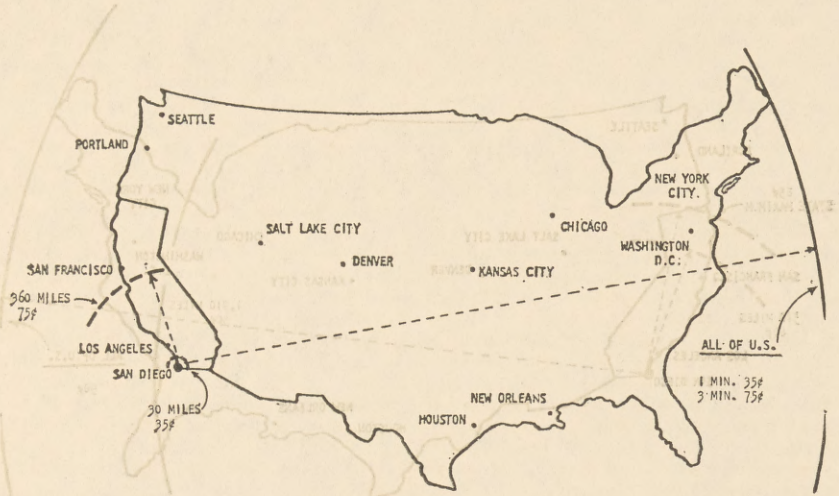 SEATTLE
PORTLAND
NEW YORK
CITY.
SALT LAKE CITY
CHICAGO
WASHINGTON
D.C.
DENVER
SAN FRANCISCO
KANSAS CITY
360 MILES
75¢
LOS ANGELES
ALL OF U.S.
SAN DIEGO
1 MIN. 35¢
3 MIN. 75¢
30 MILES
35¢
NEW ORLEANS
HOUSTON